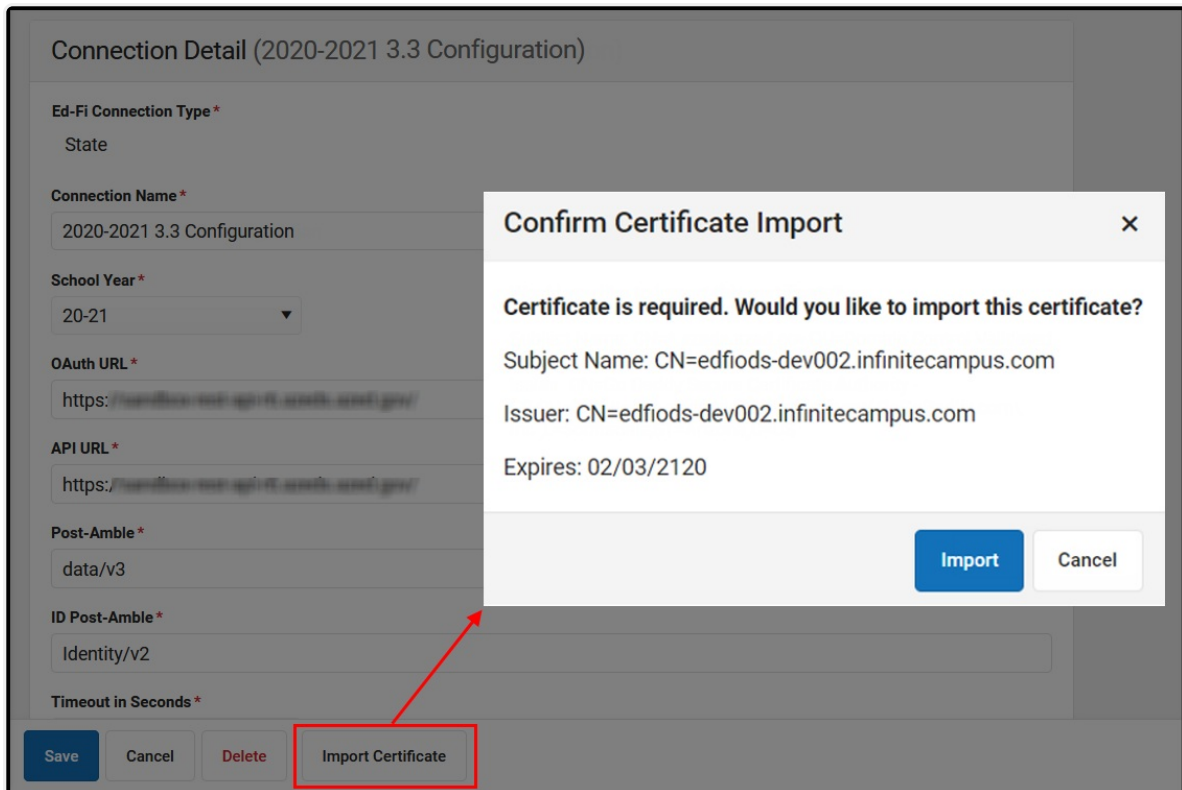 Connection Detail (2020-2021 3.3 Configuration)
Ed-Fi Connection Type*
State
Connection Name*
2020-2021 3.3 Configuration
School Year*
20-21
OAuth URL*
https:
API URL*
https:/
Post-Amble*
data/v3
ID Post-Amble*
Identity/v2
Timeout in Seconds*
Save Cancel Delete Import Certificate
Confirm Certificate Import
Certificate is required. Would you like to import this certificate?
Subject Name: CN=edfiods-dev002.infinitecampus.com
Issuer: CN=edfiods-dev002.infinitecampus.com
Expires: 02/03/2120
Import Cancel